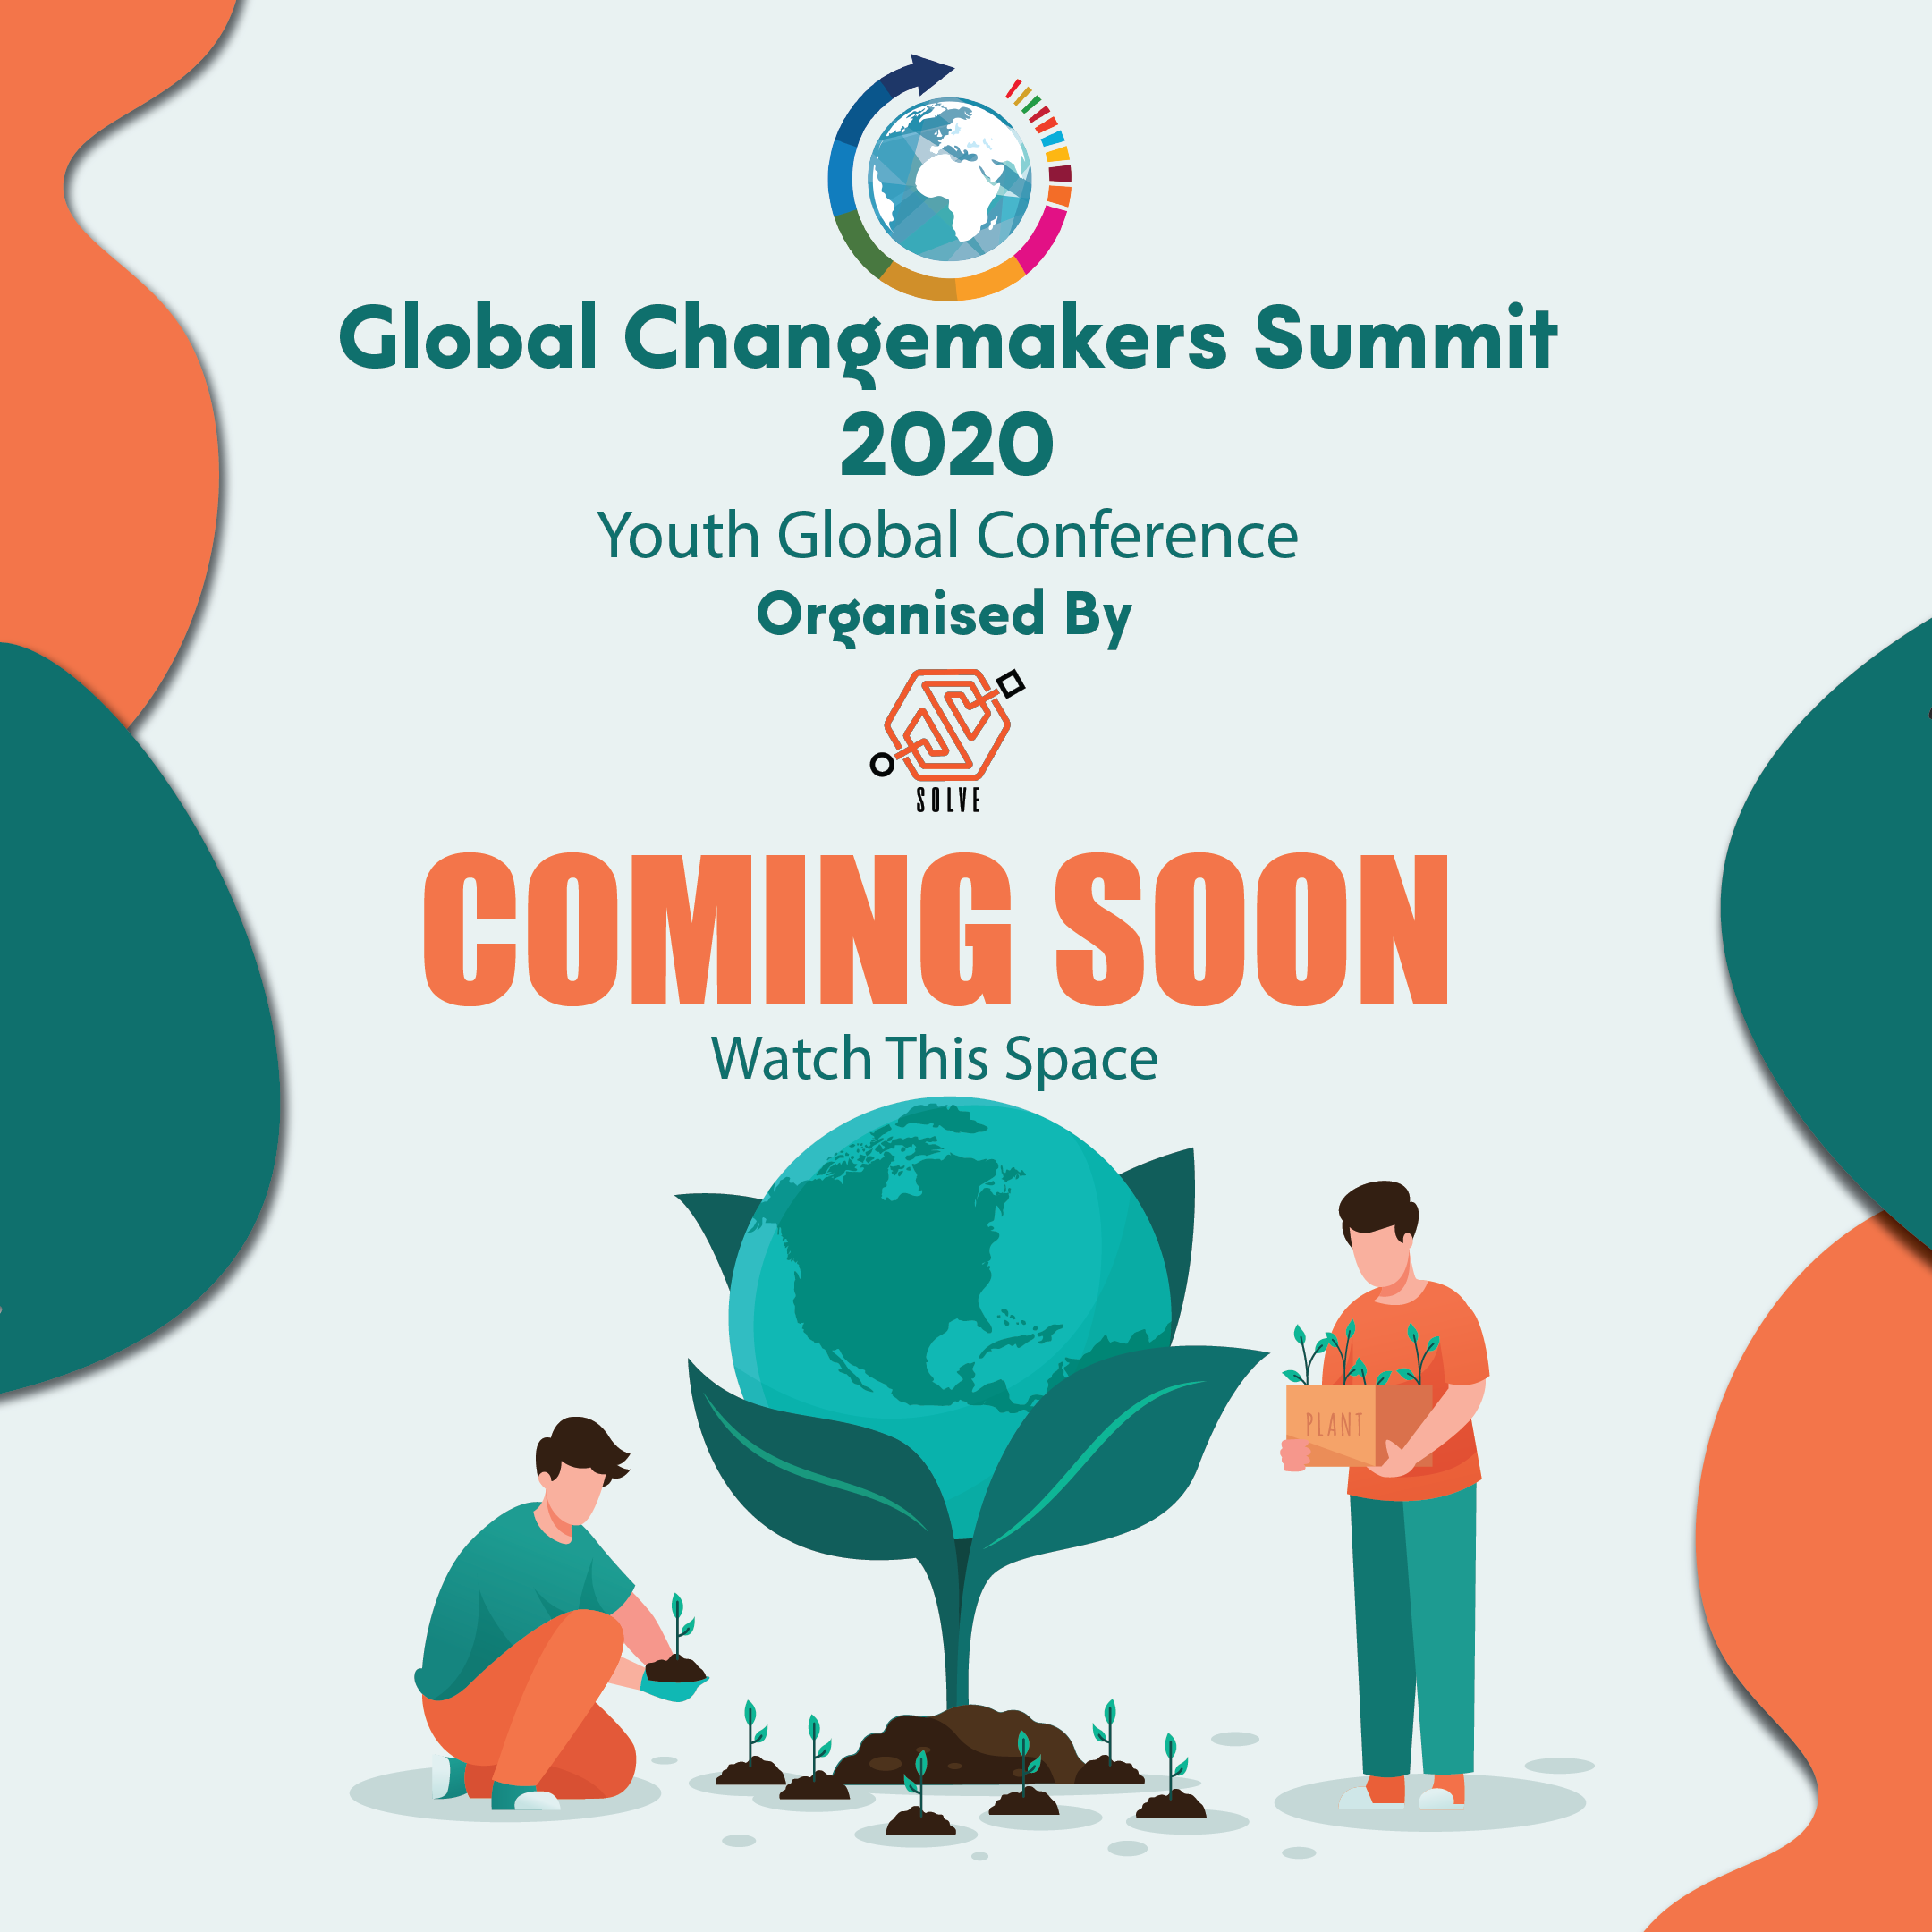 Global Changemakers Summit
2020
Youth Global Conference
Organised By
SOLVE
COMING SOON
Watch This Space
PLANT